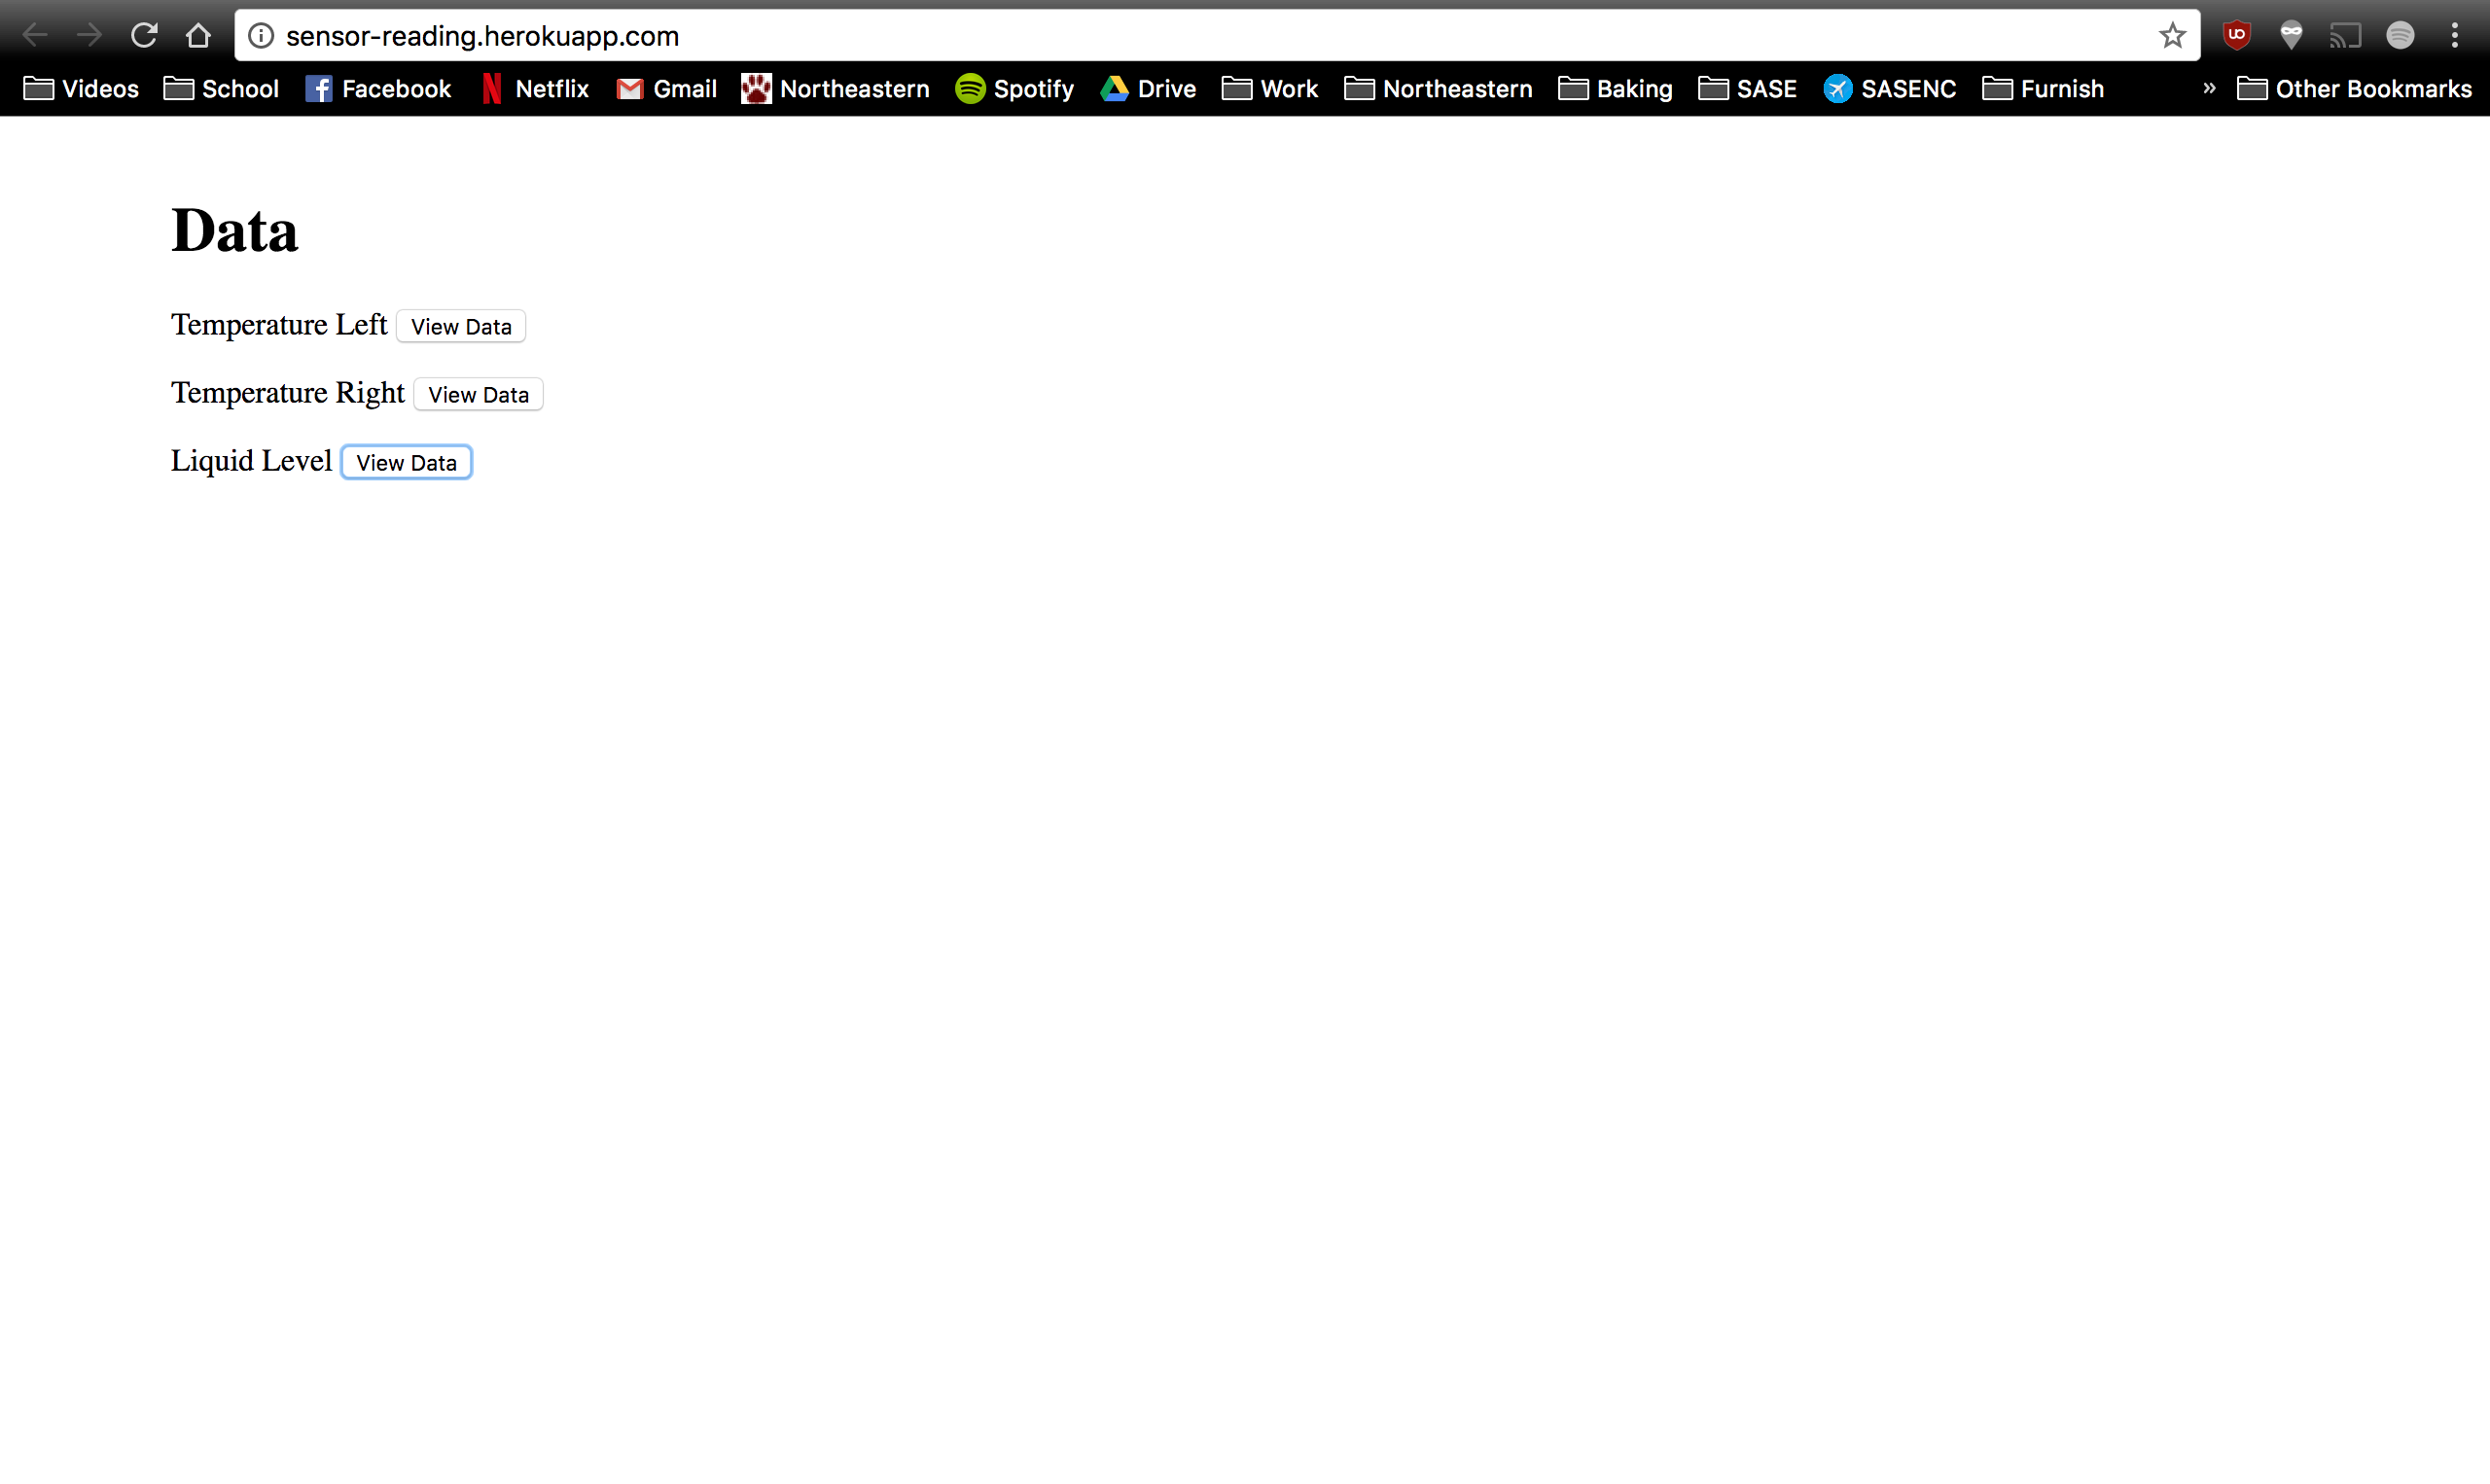 sensor-reading.herokuapp.com
Videos School Facebook Netflix Gmail Northeastern Spotify Drive Work Northeastern Baking SASE SASENC Furnish » Other Bookmarks
Data
Temperature Left View Data
Temperature Right View Data
Liquid Level View Data